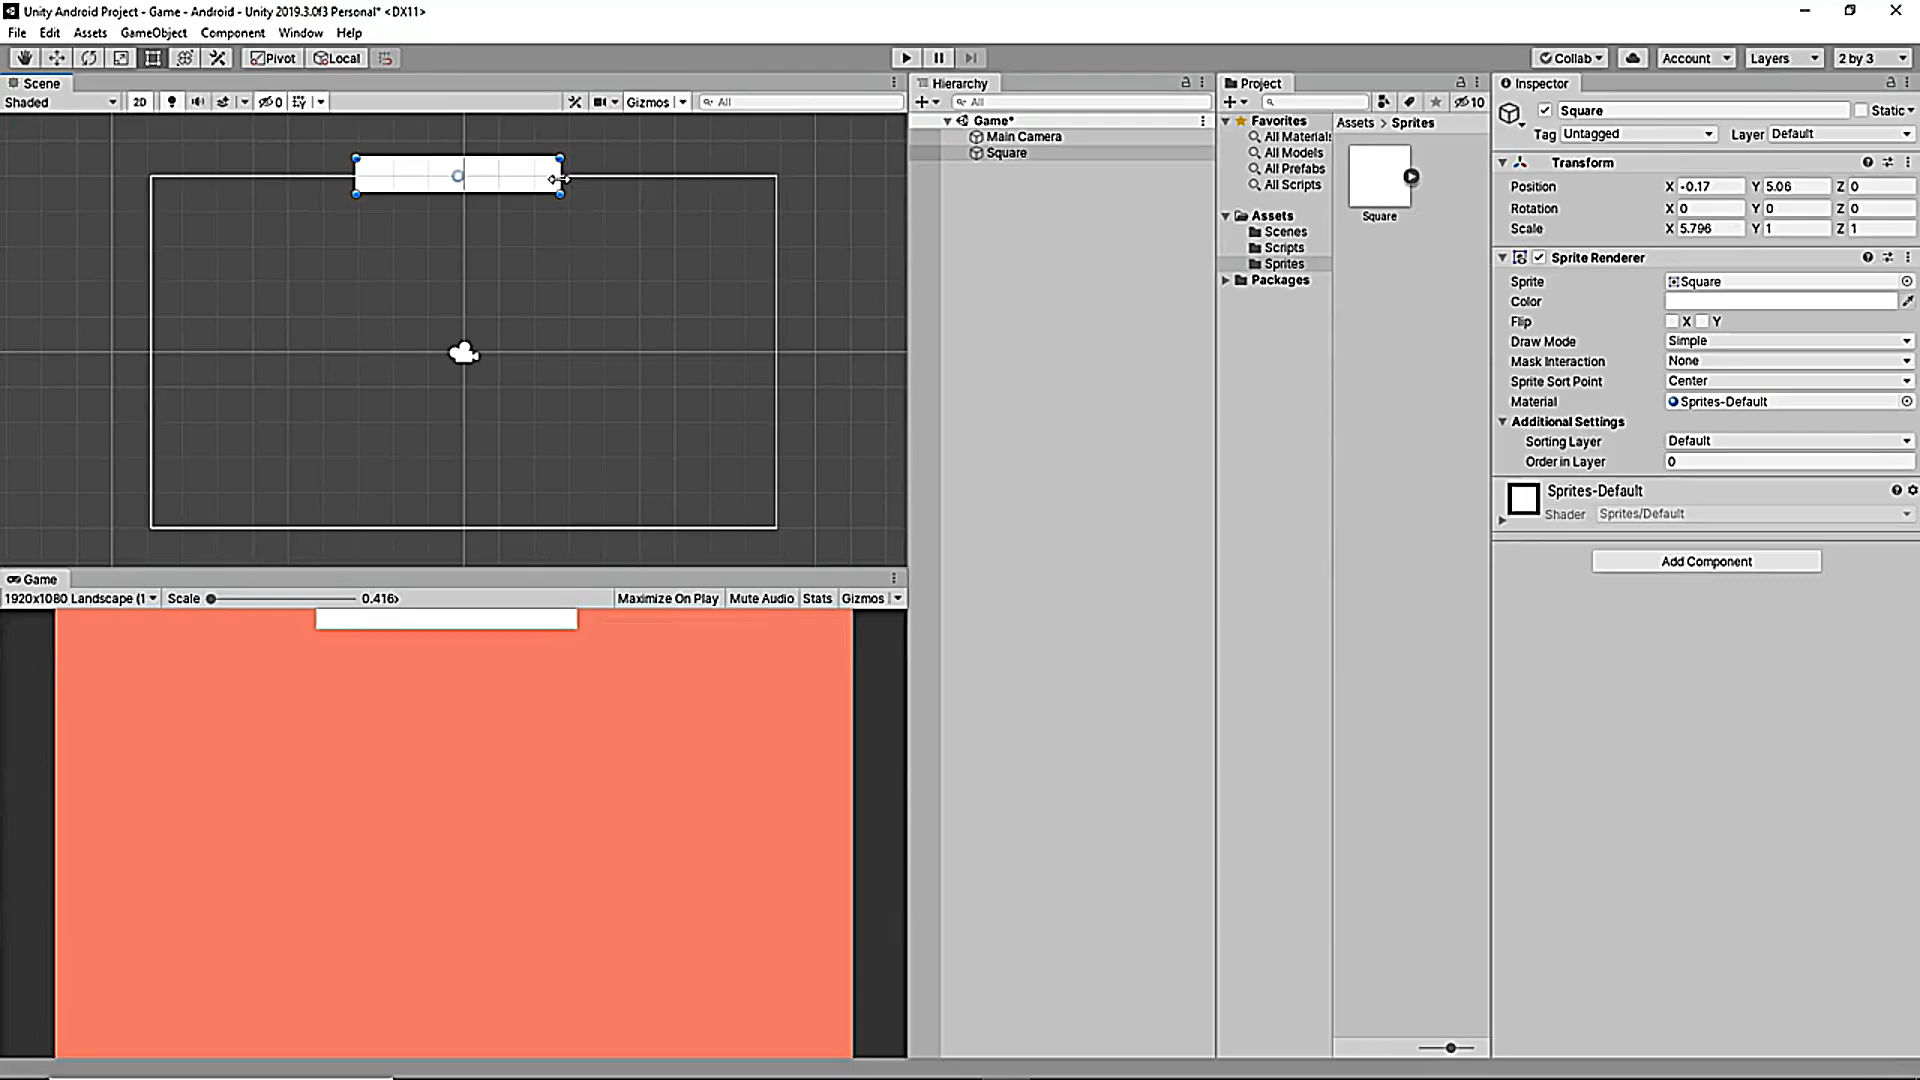 Unity Android Project - Game - Android - Unity 2019.3.0f3 Personal* <DX11>
File Edit Assets GameObject Component Window Help
Pivot Local
Collab Account Layers 2 by 3
Scene
Shaded 2D 0 Gizmos All
Hierarchy
All
Game*
Main Camera
Square
Project
10
Favorites
All Materials
All Models
All Prefabs
All Scripts
Assets
Scenes
Scripts
Sprites
Packages
Assets > Sprites
Square
Inspector
Square Static
Tag Untagged Layer Default
Transform
Position X -0.17 Y 5.06 Z 0
Rotation X 0 Y 0 Z 0
Scale X 5.796 Y 1 Z 1
Sprite Renderer
Sprite Square
Color
Flip X Y
Draw Mode Simple
Mask Interaction None
Sprite Sort Point Center
Material Sprites-Default
Additional Settings
Sorting Layer Default
Order in Layer 0
Sprites-Default
Shader Sprites/Default
Add Component
Game
1920x1080 Landscape (1 Scale 0.416x Maximize On Play Mute Audio Stats Gizmos